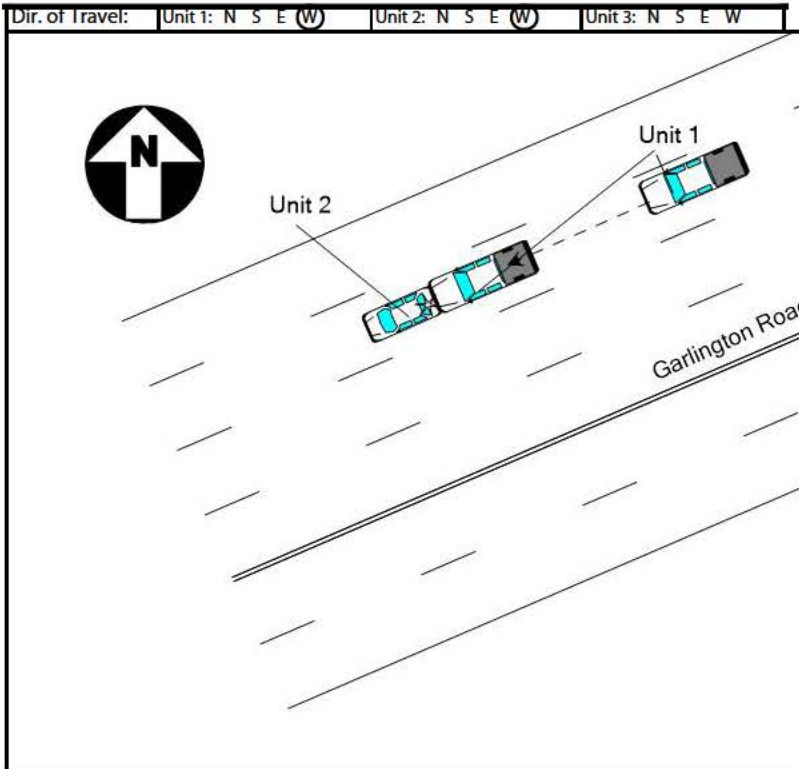 Dir. of Travel: Unit 1: N S E W Unit 2: N S E W Unit 3: N S E W
N
Unit 1
Unit 2
Garlington Road